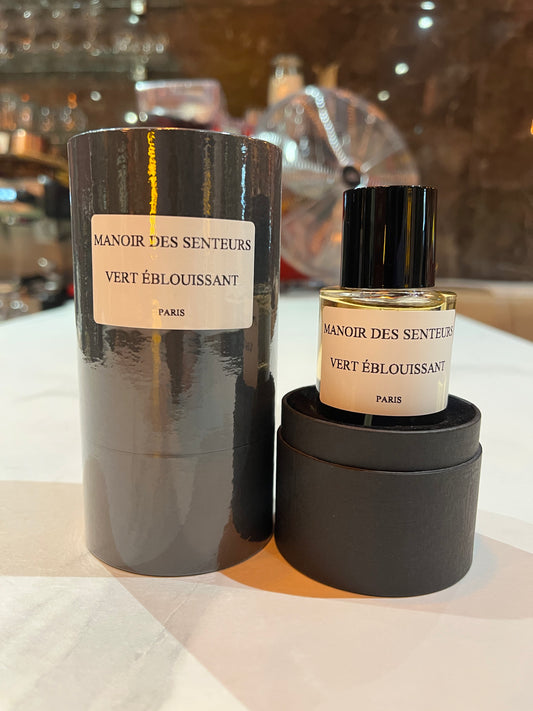 MANOIR DES SENTEURS
VERT ÉBLOUISSANT
PARIS
MANOIR DES SENTEURS
VERT ÉBLOUISSANT
PARIS